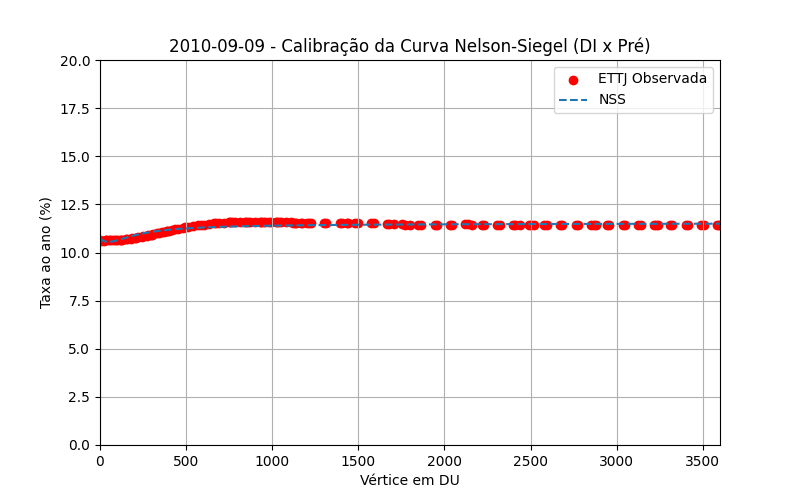 2010-09-09 - Calibração da Curva Nelson-Siegel (DI x Pré)
ETTJ Observada
NSS
Taxa ao ano (%)
20.0
17.5
15.0
12.5
10.0
7.5
5.0
2.5
0.0
0 500 1000 1500 2000 2500 3000 3500
Vértice em DU